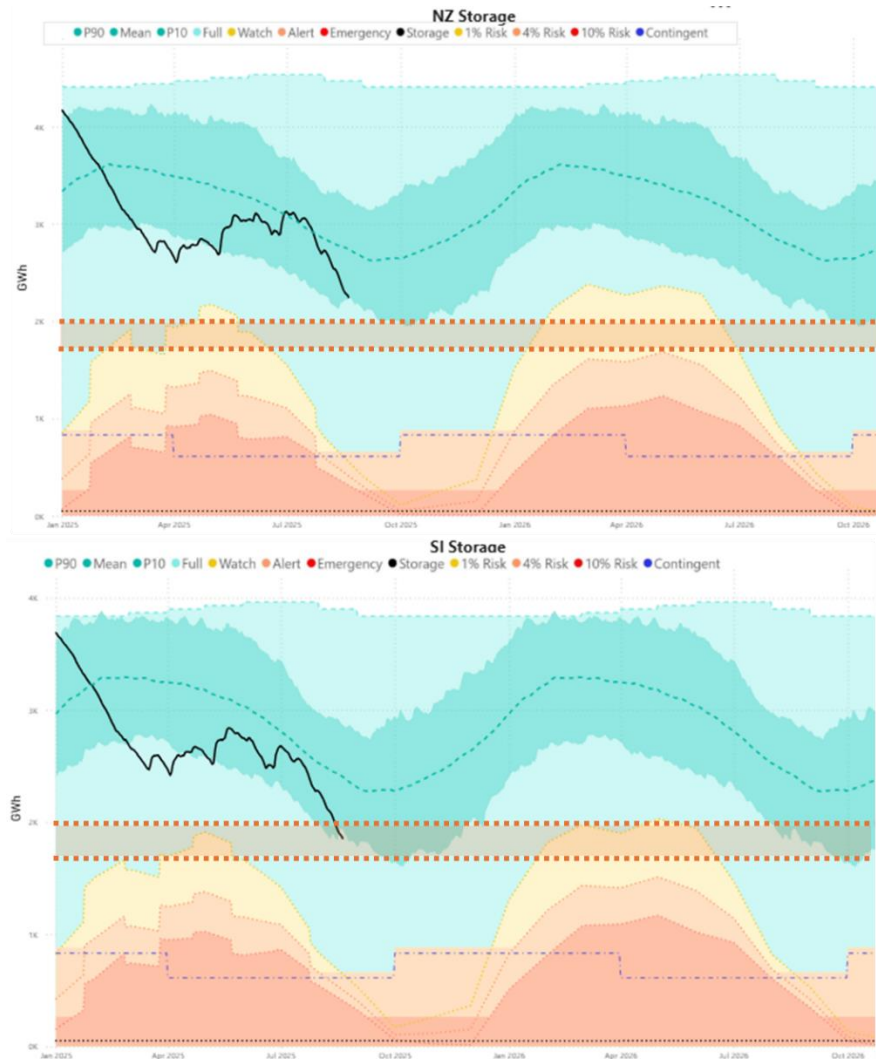 NZ Storage
P90 Mean P10 Full Watch Alert Emergency Storage 1% Risk 4% Risk 10% Risk Contingent
4K
3K
GWh
2K
1K
0K
Jan 2025 Apr 2025 Jul 2025 Oct 2025 Jan 2026 Apr 2026 Jul 2026 Oct 2026
SI Storage
P90 Mean P10 Full Watch Alert Emergency Storage 1% Risk 4% Risk 10% Risk Contingent
4K
3K
GWh
2K
1K
0K
Jan 2025 Apr 2025 Jul 2025 Oct 2025 Jan 2026 Apr 2026 Jul 2026 Oct 2026